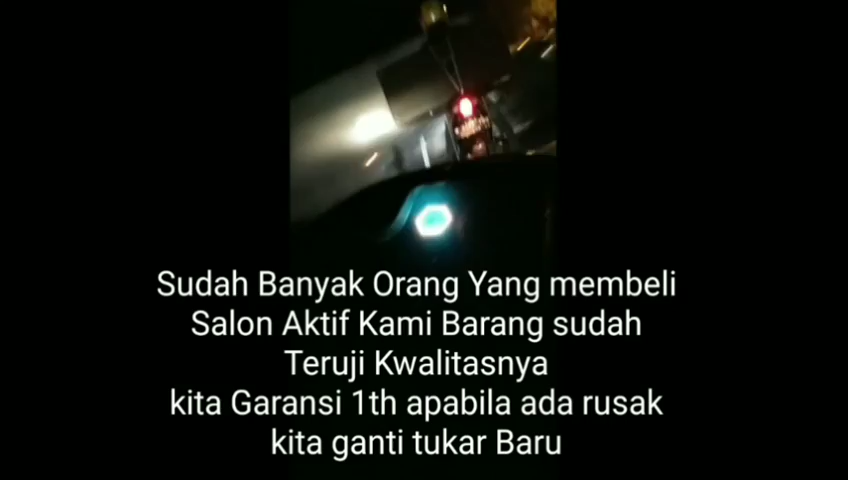 Sudah Banyak Orang Yang membeli
Salon Aktif Kami Barang sudah
Teruji Kwalitasnya
kita Garansi 1th apabila ada rusak
kita ganti tukar Baru